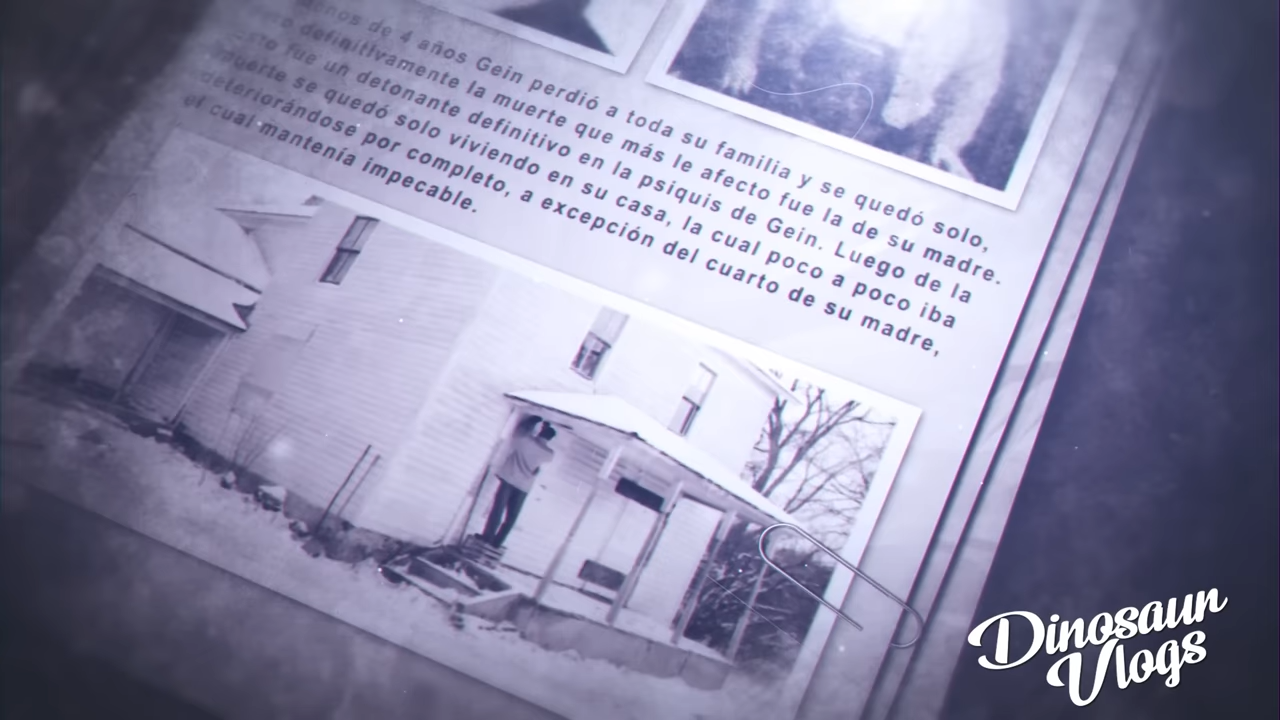 menos de 4 años Gein perdió a toda su familia y se quedó solo,
definitivamente la muerte que más le afecto fue la de su madre.
Esto fue un detonante definitivo en la psiquis de Gein. Luego de la
muerte se quedó solo viviendo en su casa, la cual poco a poco iba
deteriorándose por completo, a excepción del cuarto de su madre,
el cual mantenía impecable.
Dinosaur
Vlogs